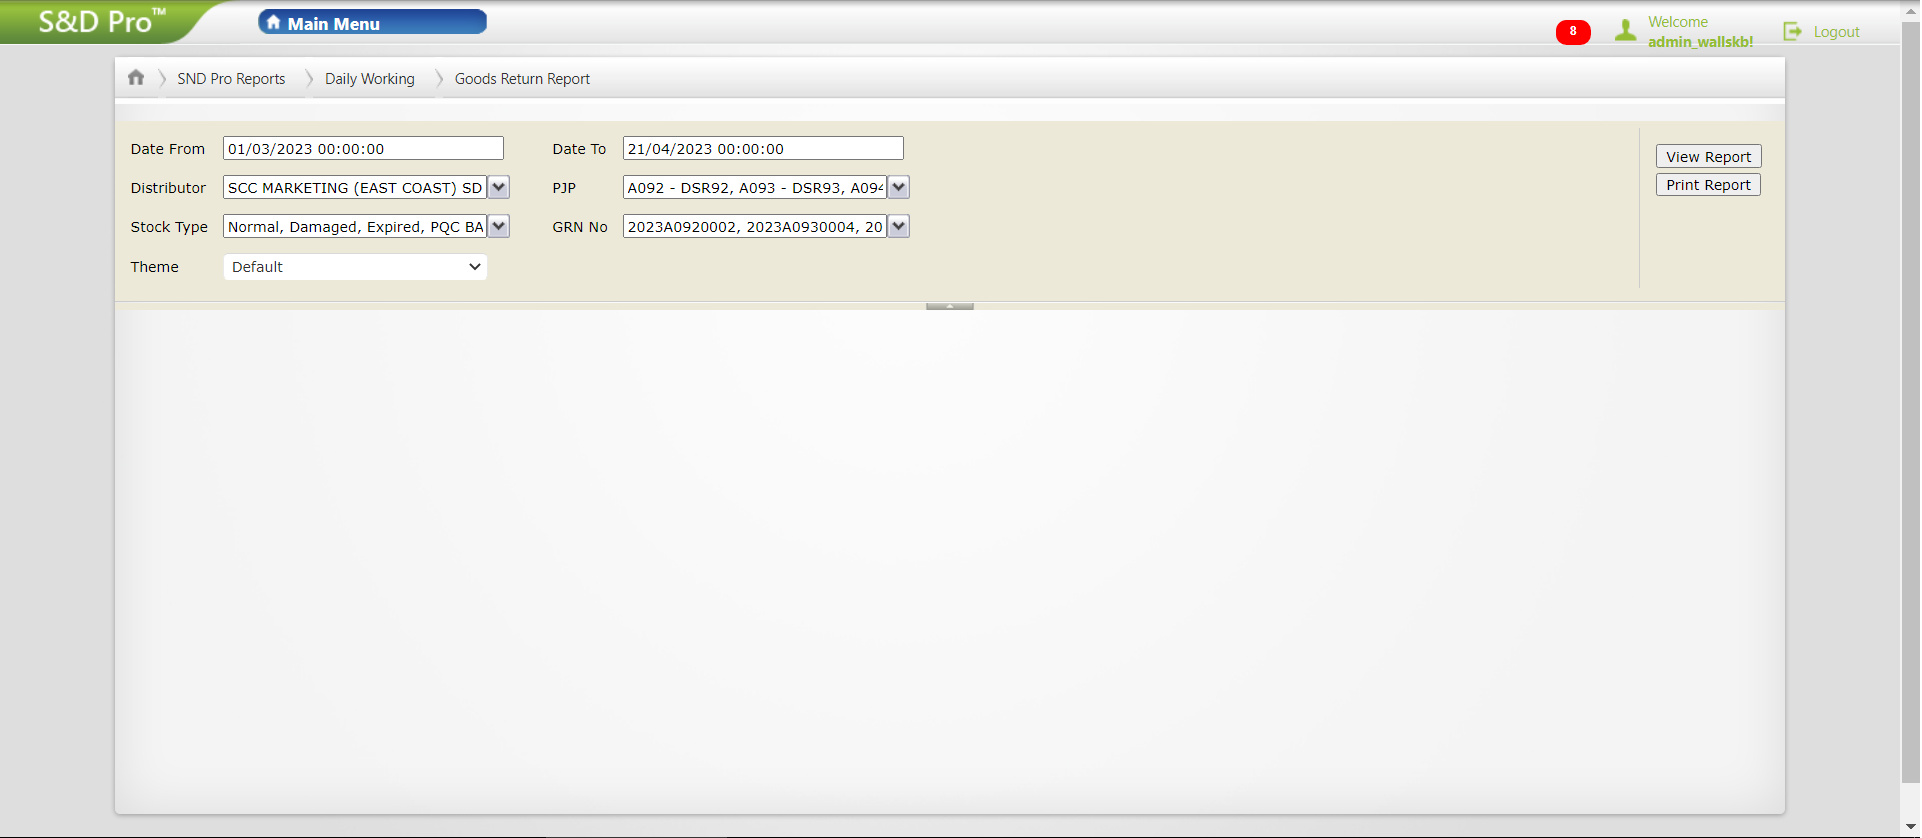 S&D Pro™
Main Menu
8
Welcome
admin_wallskb!
Logout
SND Pro Reports
Daily Working
Goods Return Report
Date From 01/03/2023 00:00:00
Date To 21/04/2023 00:00:00
View Report
Distributor SCC MARKETING (EAST COAST) SD
PJP A092 - DSR92, A093 - DSR93, A094
Print Report
Stock Type Normal, Damaged, Expired, PQC BA
GRN No 2023A0920002, 2023A0930004, 20
Theme Default